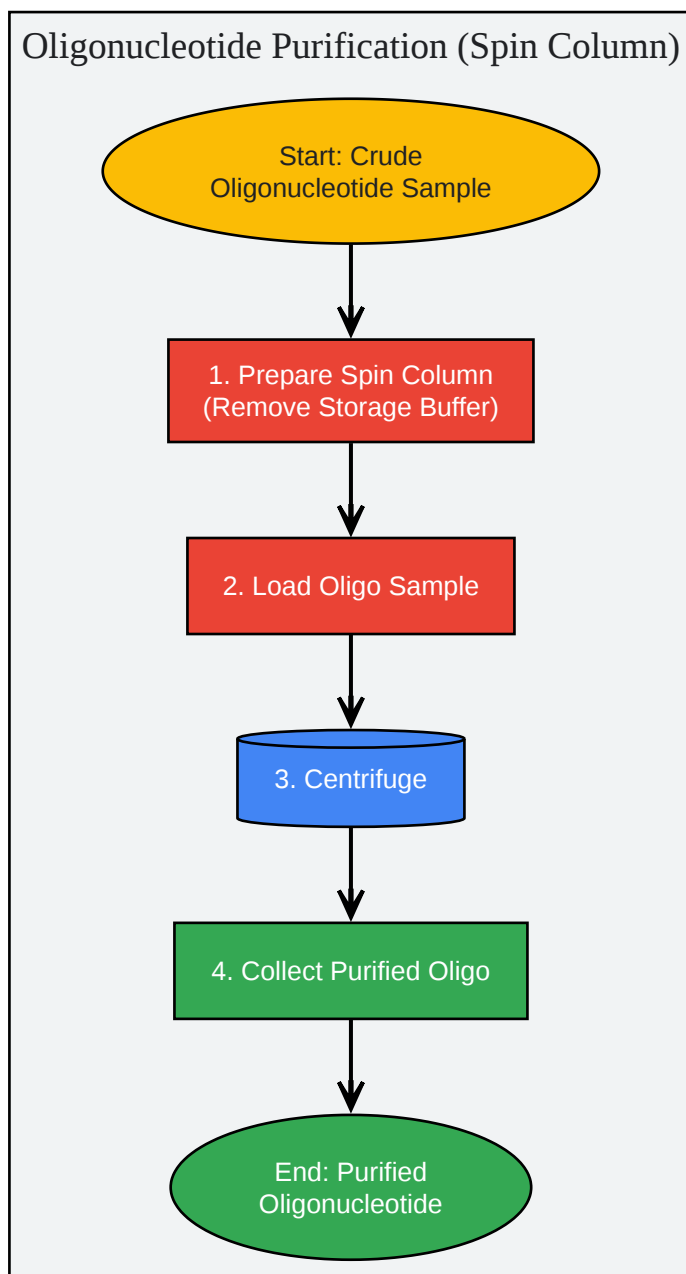 Oligonucleotide Purification (Spin Column)
Start: Crude
Oligonucleotide Sample
1. Prepare Spin Column
(Remove Storage Buffer)
2. Load Oligo Sample
3. Centrifuge
4. Collect Purified Oligo
End: Purified
Oligonucleotide